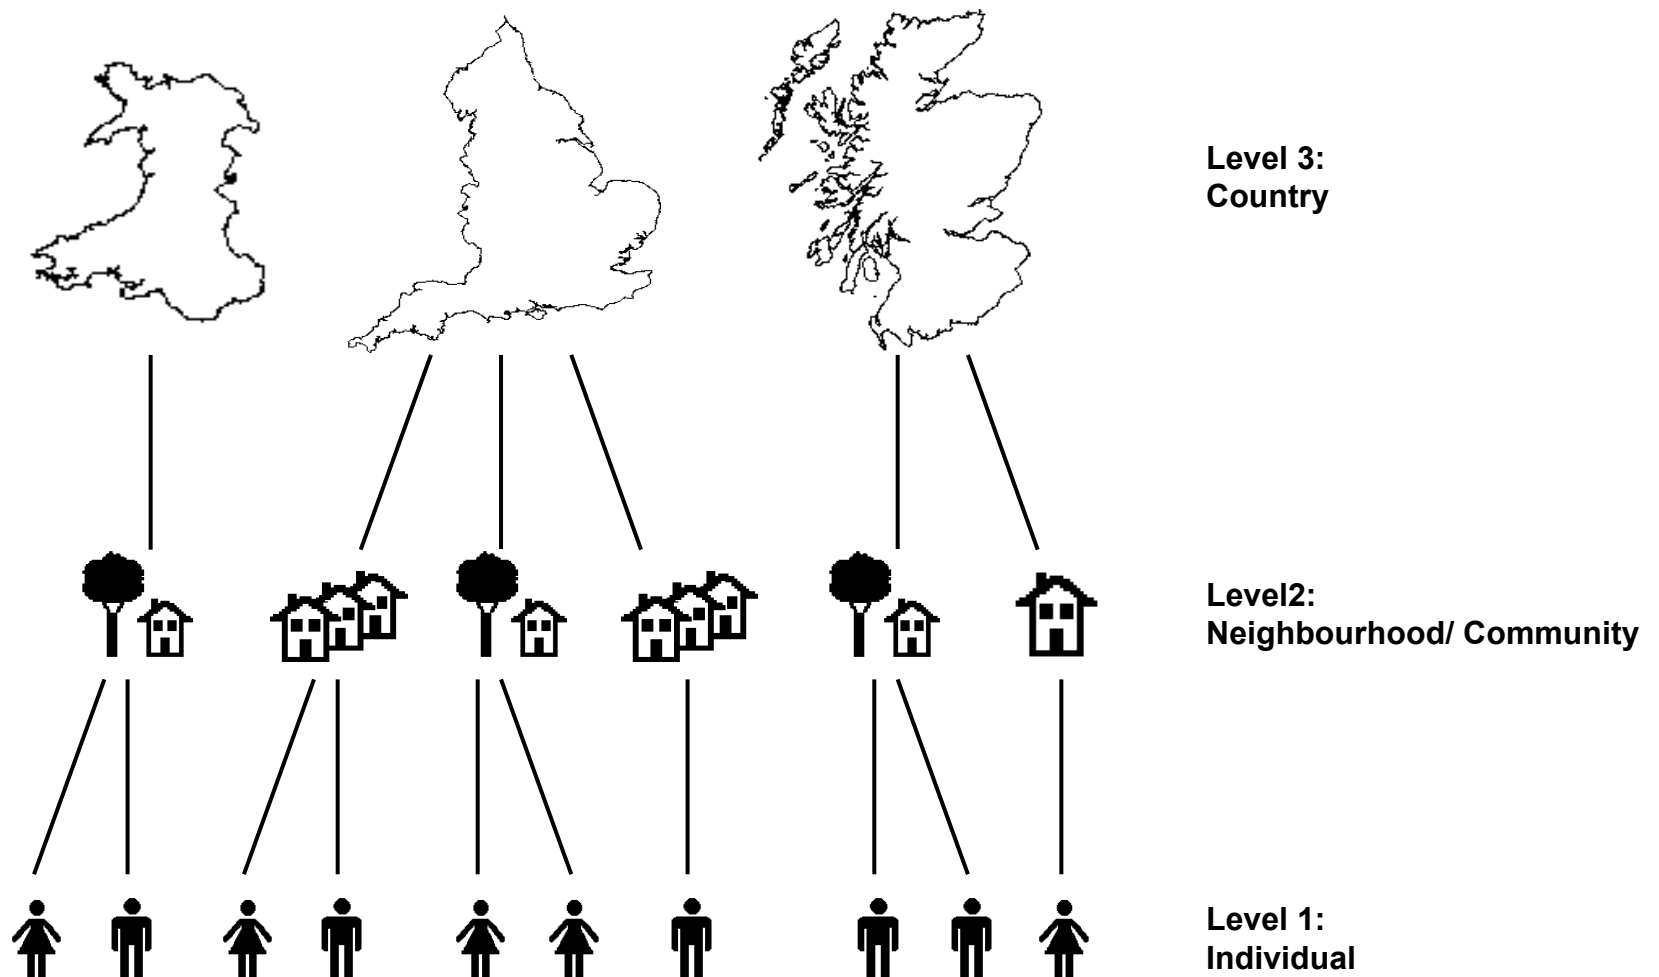 Level 3:
Country
Level2:
Neighbourhood/ Community
Level 1:
Individual